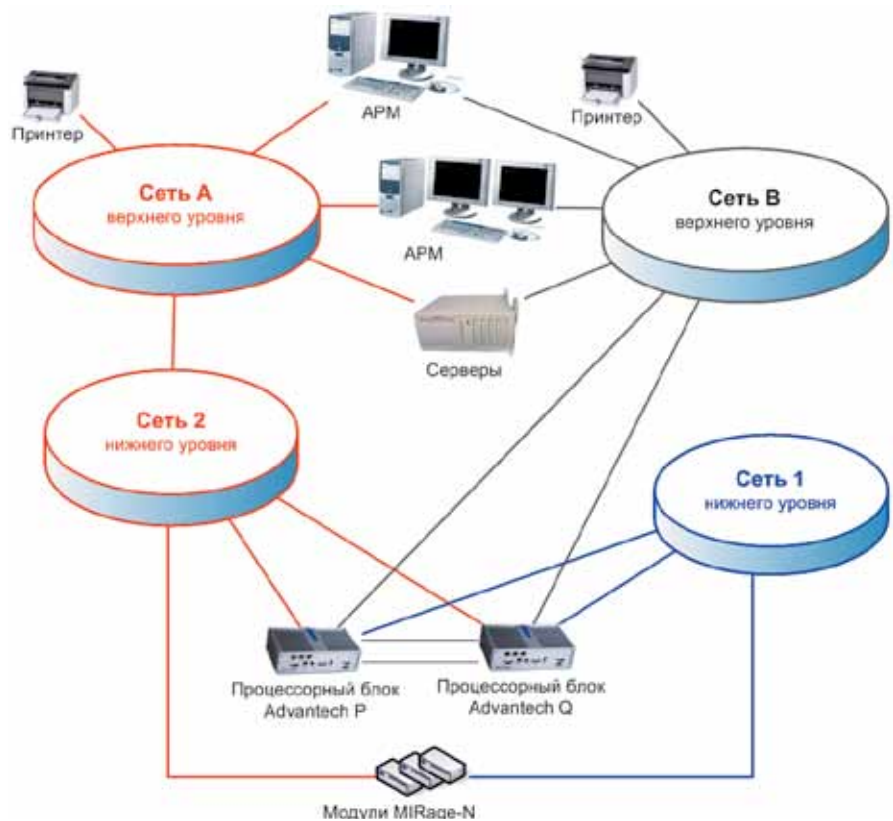 АРМ
Принтер
Принтер
Сеть А
верхнего уровня
Сеть В
верхнего уровня
АРМ
Серверы
Сеть 2
нижнего уровня
Сеть 1
нижнего уровня
Процессорный блок
Advantech P
Процессорный блок
Advantech Q
Модули MIRage-N